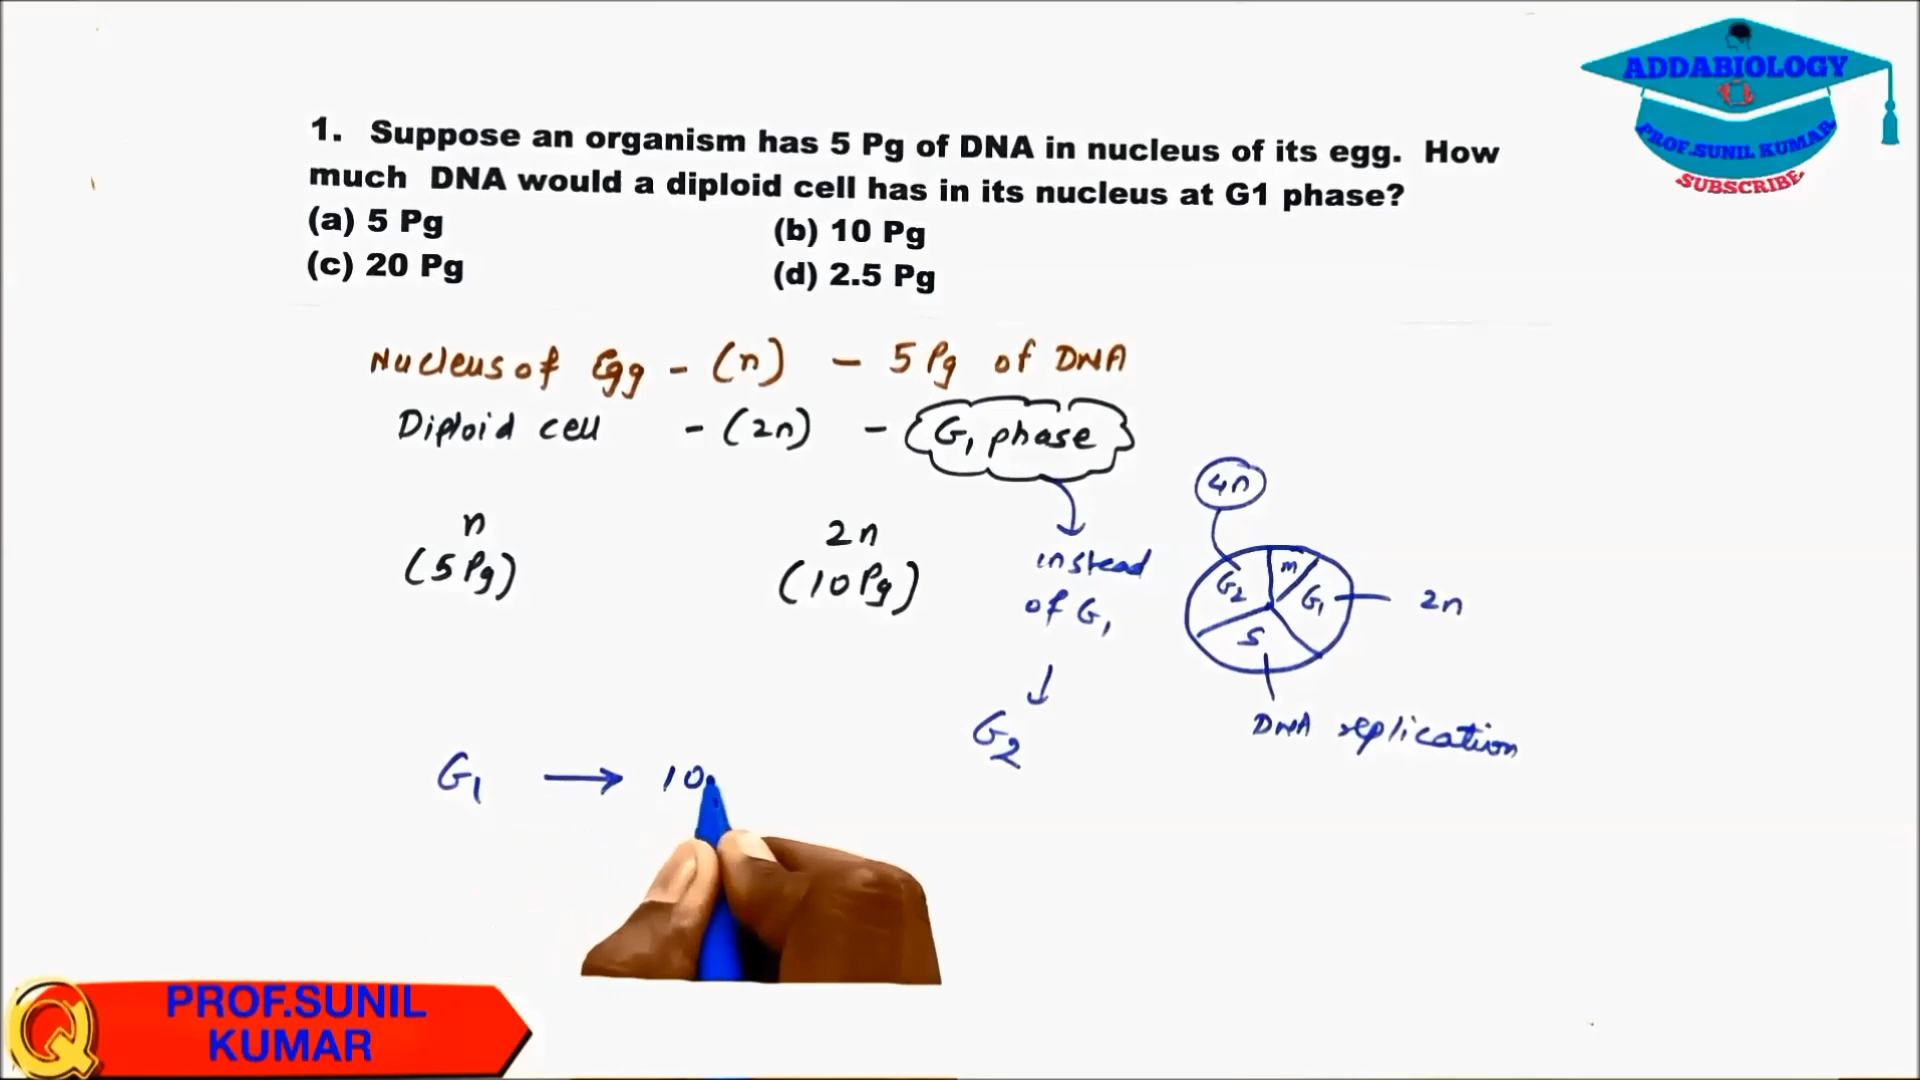 ADDABIOLOGY
PROF.SUNIL KUMAR
SUBSCRIBE
1. Suppose an organism has 5 Pg of DNA in nucleus of its egg. How
much DNA would a diploid cell has in its nucleus at G1 phase?
(a) 5 Pg (b) 10 Pg
(c) 20 Pg (d) 2.5 Pg
Nucleus of Egg - (n) - 5 Pg of DNA
Diploid cell - (2n) - G1 phase
4n
n 2n
(5 Pg) (10 Pg)
instead
of G1
G2
G2 M G1 S
2n
DNA replication
G1 → 10
PROF.SUNIL
KUMAR